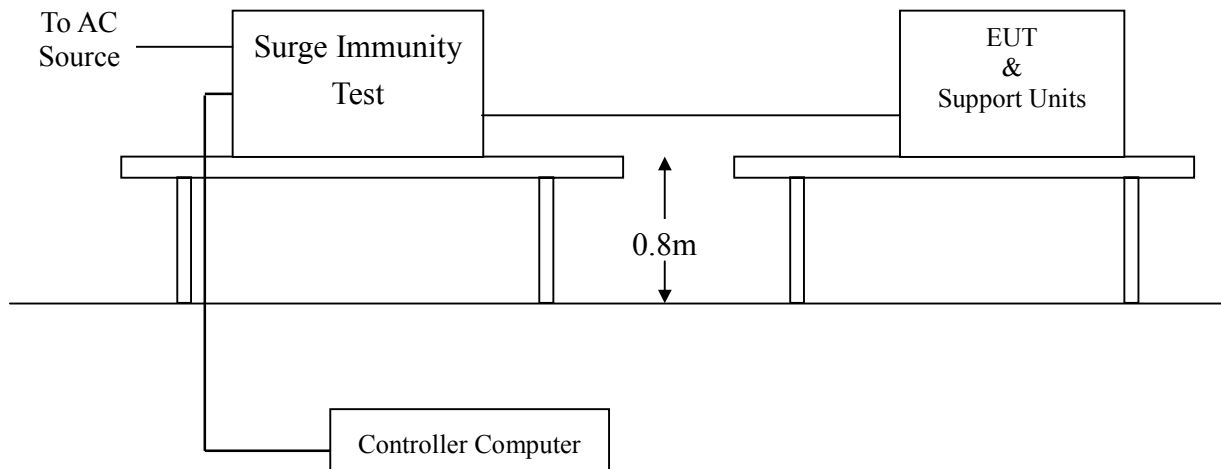 To AC
Source
Surge Immunity
Test
EUT
&
Support Units
0.8m
Controller Computer